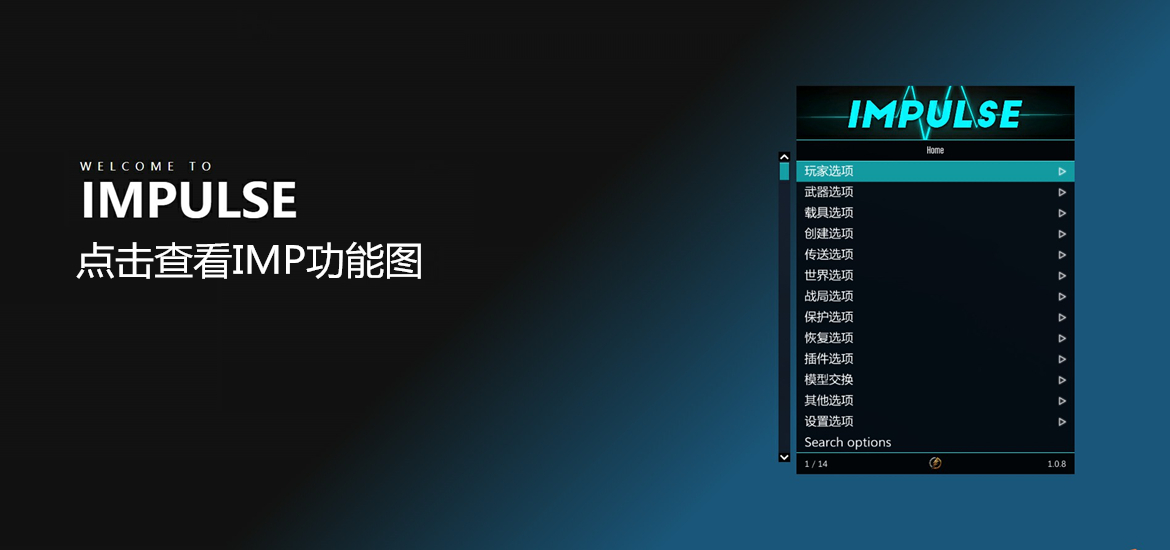 WELCOME TO
IMPULSE
点击查看IMP功能图
IMPULSE
Home
玩家选项
武器选项
载具选项
创建选项
传送选项
世界选项
战局选项
保护选项
恢复选项
插件选项
模型交换
其他选项
设置选项
Search options
1 / 14 1.0.8